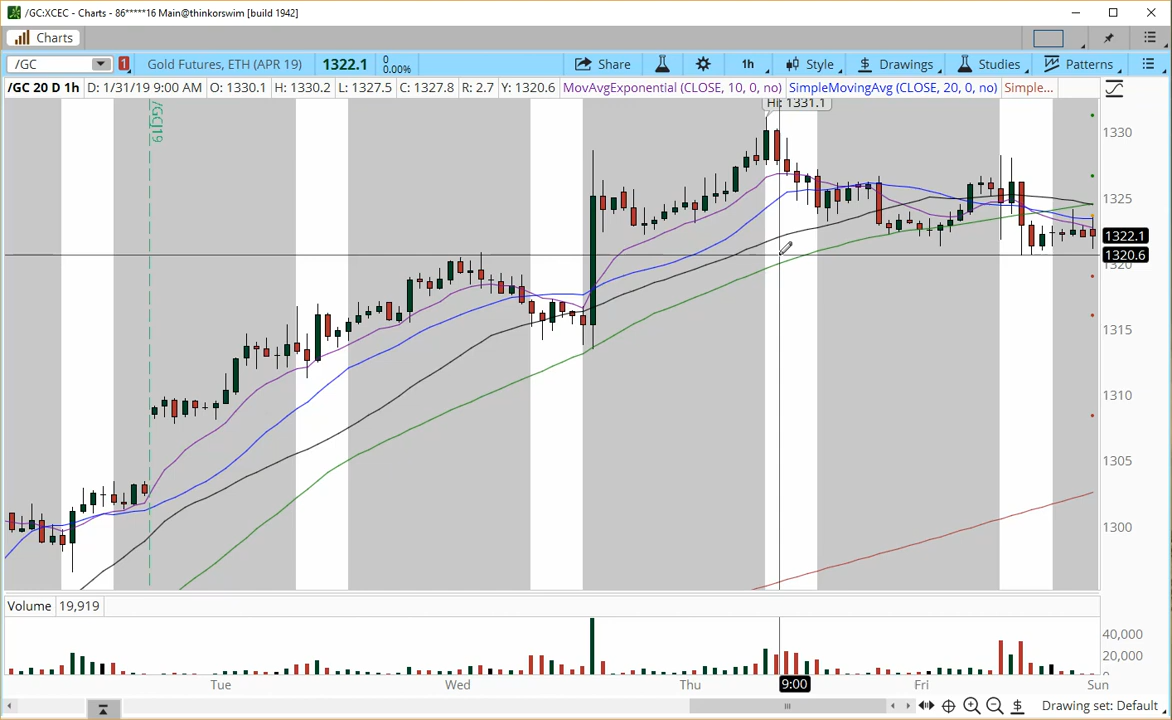 /GC:XCEC - Charts - 86*****16 Main@thinkorswim [build 1942]
Charts
/GC 1 Gold Futures, ETH (APR 19) 1322.1 0 0.00% Share 1h Style $ Drawings Studies Patterns
/GC 20 D 1h D: 1/31/19 9:00 AM O: 1330.1 H: 1330.2 L: 1327.5 C: 1327.8 R: 2.7 Y: 1320.6 MovAvgExponential (CLOSE, 10, 0, no) SimpleMovingAvg (CLOSE, 20, 0, no) Simple...
Hi: 1331.1
/GCJ19
1330
1325
1322.1
1320.6
1320
1315
1310
1305
1300
Volume 19,919
40,000
20,000
Tue Wed Thu 9:00 Fri Sun
$ Drawing set: Default